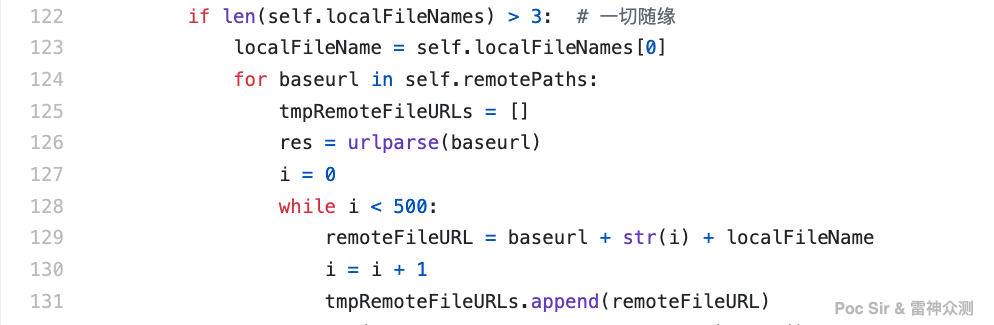 122 if len(self.localFileNames) > 3:  # 一切随缘
123 localFileName = self.localFileNames[0]
124 for baseurl in self.remotePaths:
125 tmpRemoteFileURLs = []
126 res = urlparse(baseurl)
127 i = 0
128 while i < 500:
129 remoteFileURL = baseurl + str(i) + localFileName
130 i = i + 1
131 tmpRemoteFileURLs.append(remoteFileURL)
Poc Sir & 雷神众测